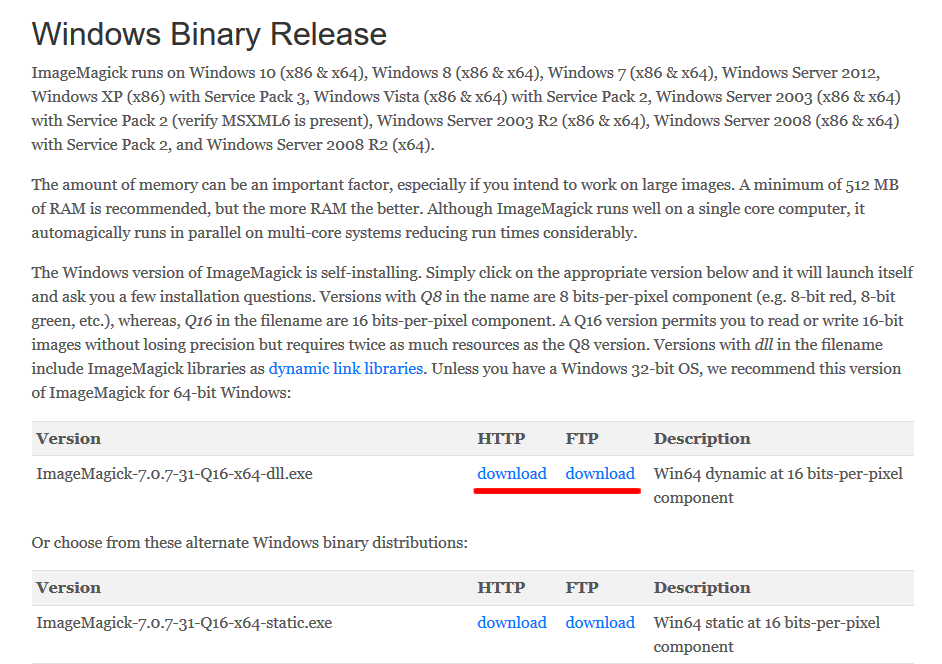 Windows Binary Release
ImageMagick runs on Windows 10 (x86 & x64), Windows 8 (x86 & x64), Windows 7 (x86 & x64), Windows Server 2012,
Windows XP (x86) with Service Pack 3, Windows Vista (x86 & x64) with Service Pack 2, Windows Server 2003 (x86 & x64)
with Service Pack 2 (verify MSXML6 is present), Windows Server 2003 R2 (x86 & x64), Windows Server 2008 (x86 & x64)
with Service Pack 2, and Windows Server 2008 R2 (x64).
The amount of memory can be an important factor, especially if you intend to work on large images. A minimum of 512 MB
of RAM is recommended, but the more RAM the better. Although ImageMagick runs well on a single core computer, it
automagically runs in parallel on multi-core systems reducing run times considerably.
The Windows version of ImageMagick is self-installing. Simply click on the appropriate version below and it will launch itself
and ask you a few installation questions. Versions with Q8 in the name are 8 bits-per-pixel component (e.g. 8-bit red, 8-bit
green, etc.), whereas, Q16 in the filename are 16 bits-per-pixel component. A Q16 version permits you to read or write 16-bit
images without losing precision but requires twice as much resources as the Q8 version. Versions with dll in the filename
include ImageMagick libraries as dynamic link libraries. Unless you have a Windows 32-bit OS, we recommend this version
of ImageMagick for 64-bit Windows:
Version HTTP FTP Description
ImageMagick-7.0.7-31-Q16-x64-dll.exe download download Win64 dynamic at 16 bits-per-pixel
component
Or choose from these alternate Windows binary distributions:
Version HTTP FTP Description
ImageMagick-7.0.7-31-Q16-x64-static.exe download download Win64 static at 16 bits-per-pixel
component